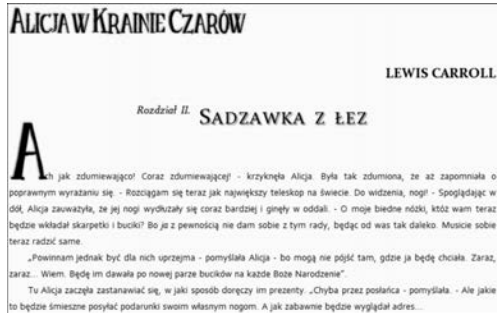 ALICJA W KRAINIE CZARÓW
LEWIS CARROLL
Rozdział II. SADZAWKA Z ŁEZ
Ach jak zdumiewająco! Coraz zdumiewającej! - krzyknęła Alicja. Była tak zdumiona, że aż zapomniała o
poprawnym wyrażaniu się. - Rozciągam się teraz jak największy teleskop na świecie. Do widzenia, nogi! - Spoglądając w
dół, Alicja zauważyła, że jej nogi wydłużały się coraz bardziej i ginęły w oddali. - O moje biedne nóżki, któż wam teraz
będzie wkładał skarpetki i buciki? Bo ja z pewnością nie dam sobie z tym rady, będąc od was tak daleko. Musicie sobie
teraz radzić same.
„Powinnam jednak być dla nich uprzejma - pomyślała Alicja - bo mogą nie pójść tam, gdzie ja będę chciała. Zaraz,
zaraz... Wiem. Będę im dawała po nowej parze bucików na każde Boże Narodzenie”.
Tu Alicja zaczęła zastanawiać się, w jaki sposób doręczy im prezenty. „Chyba przez posłańca - pomyślała. - Ale jakie
to będzie śmieszne posyłać podarunki swoim własnym nogom. A jak zabawnie będzie wyglądał adres...